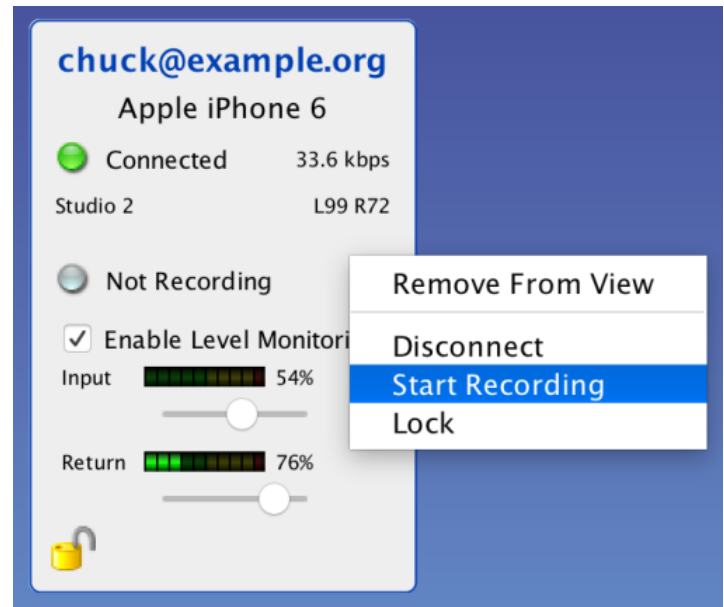 chuck@example.org
Apple iPhone 6
Connected 33.6 kbps
Studio 2 L99 R72
Not Recording
Enable Level Monitori
Input 54%
Return 76%
Remove From View
Disconnect
Start Recording
Lock